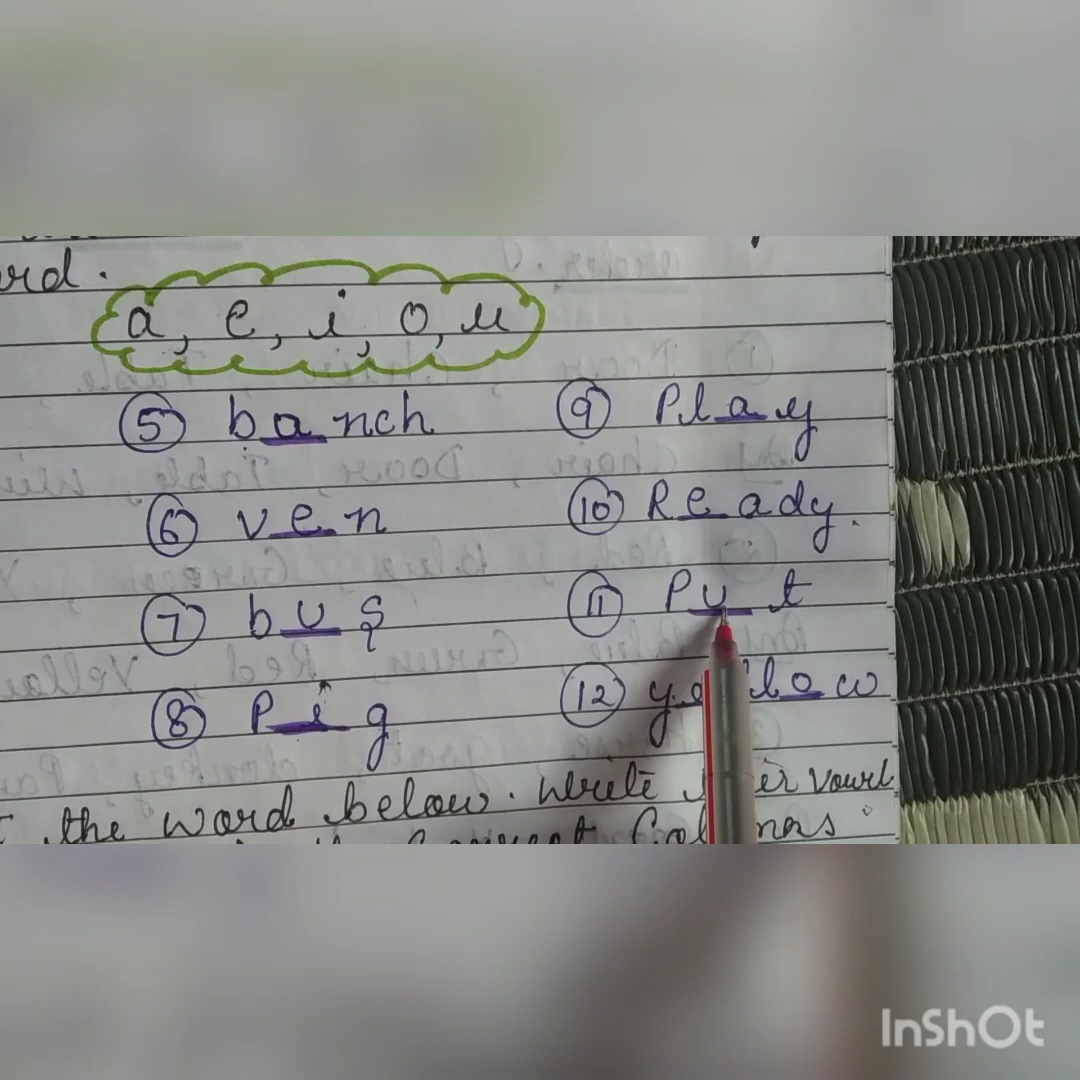 rd.
a, e, i, o, u
5 banch
6 ven
7 bus
8 Pig
9 Play
10 Ready.
11 Put
12 yellow
the word below. Write
vowel
InShOt